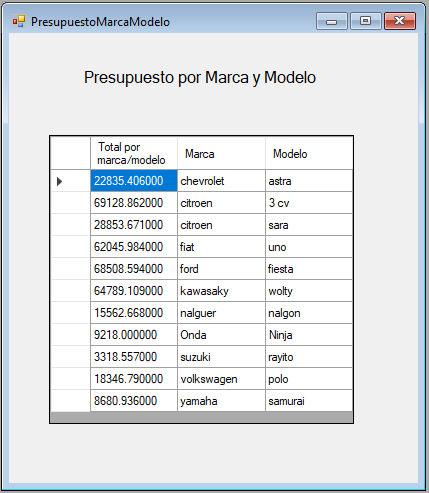 PresupuestoMarcaModelo
Presupuesto por Marca y Modelo
Total por marca/modelo Marca Modelo
22835.406000 chevrolet astra
69128.862000 citroen 3 cv
28853.671000 citroen sara
62045.984000 fiat uno
68508.594000 ford fiesta
64789.109000 kawasaky wolty
15562.668000 nalguer nalgon
9218.000000 Onda Ninja
3318.557000 suzuki rayito
18346.790000 volkswagen polo
8680.936000 yamaha samurai